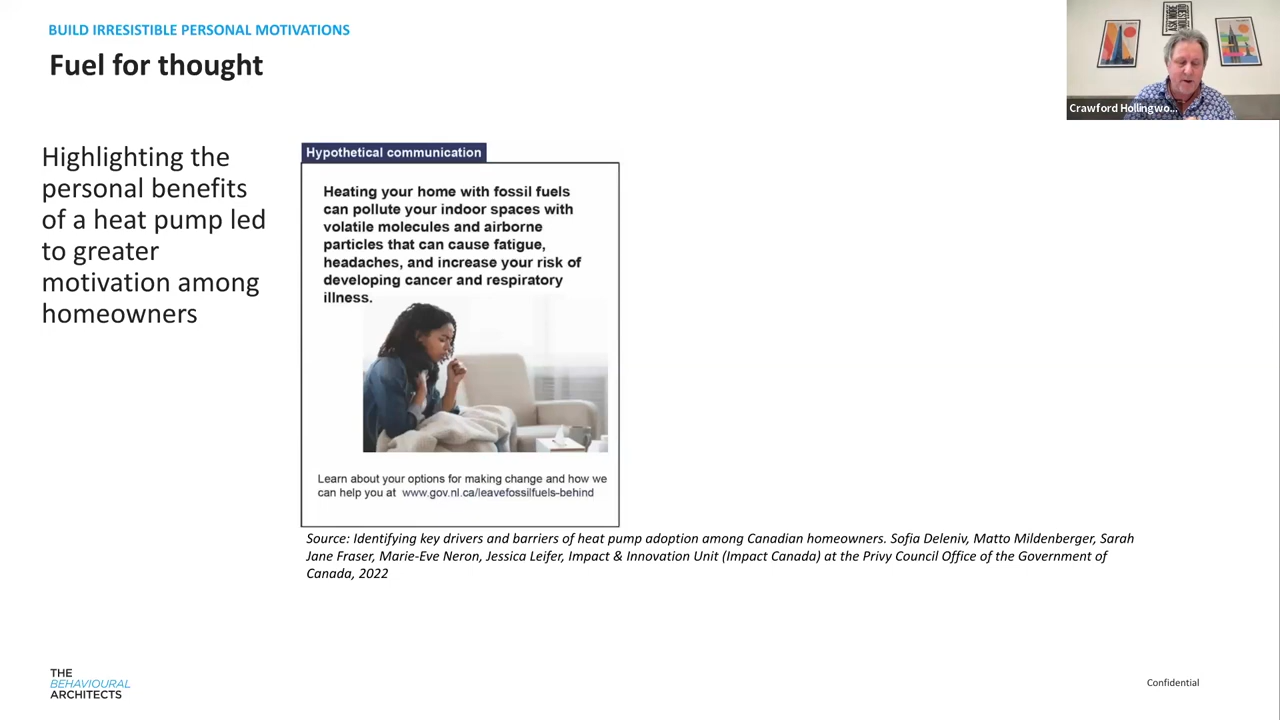 BUILD IRRESISTIBLE PERSONAL MOTIVATIONS
Fuel for thought
Highlighting the
personal benefits
of a heat pump led
to greater
motivation among
homeowners
Hypothetical communication
Heating your home with fossil fuels
can pollute your indoor spaces with
volatile molecules and airborne
particles that can cause fatigue,
headaches, and increase your risk of
developing cancer and respiratory
illness.
Learn about your options for making change and how we
can help you at www.gov.nl.ca/leavefossilfuels-behind
Source: Identifying key drivers and barriers of heat pump adoption among Canadian homeowners. Sofia Deleniv, Matto Mildenberger, Sarah
Jane Fraser, Marie-Eve Neron, Jessica Leifer, Impact & Innovation Unit (Impact Canada) at the Privy Council Office of the Government of
Canada, 2022
THE
BEHAVIOURAL
ARCHITECTS
Confidential
Crawford Hollingwo...